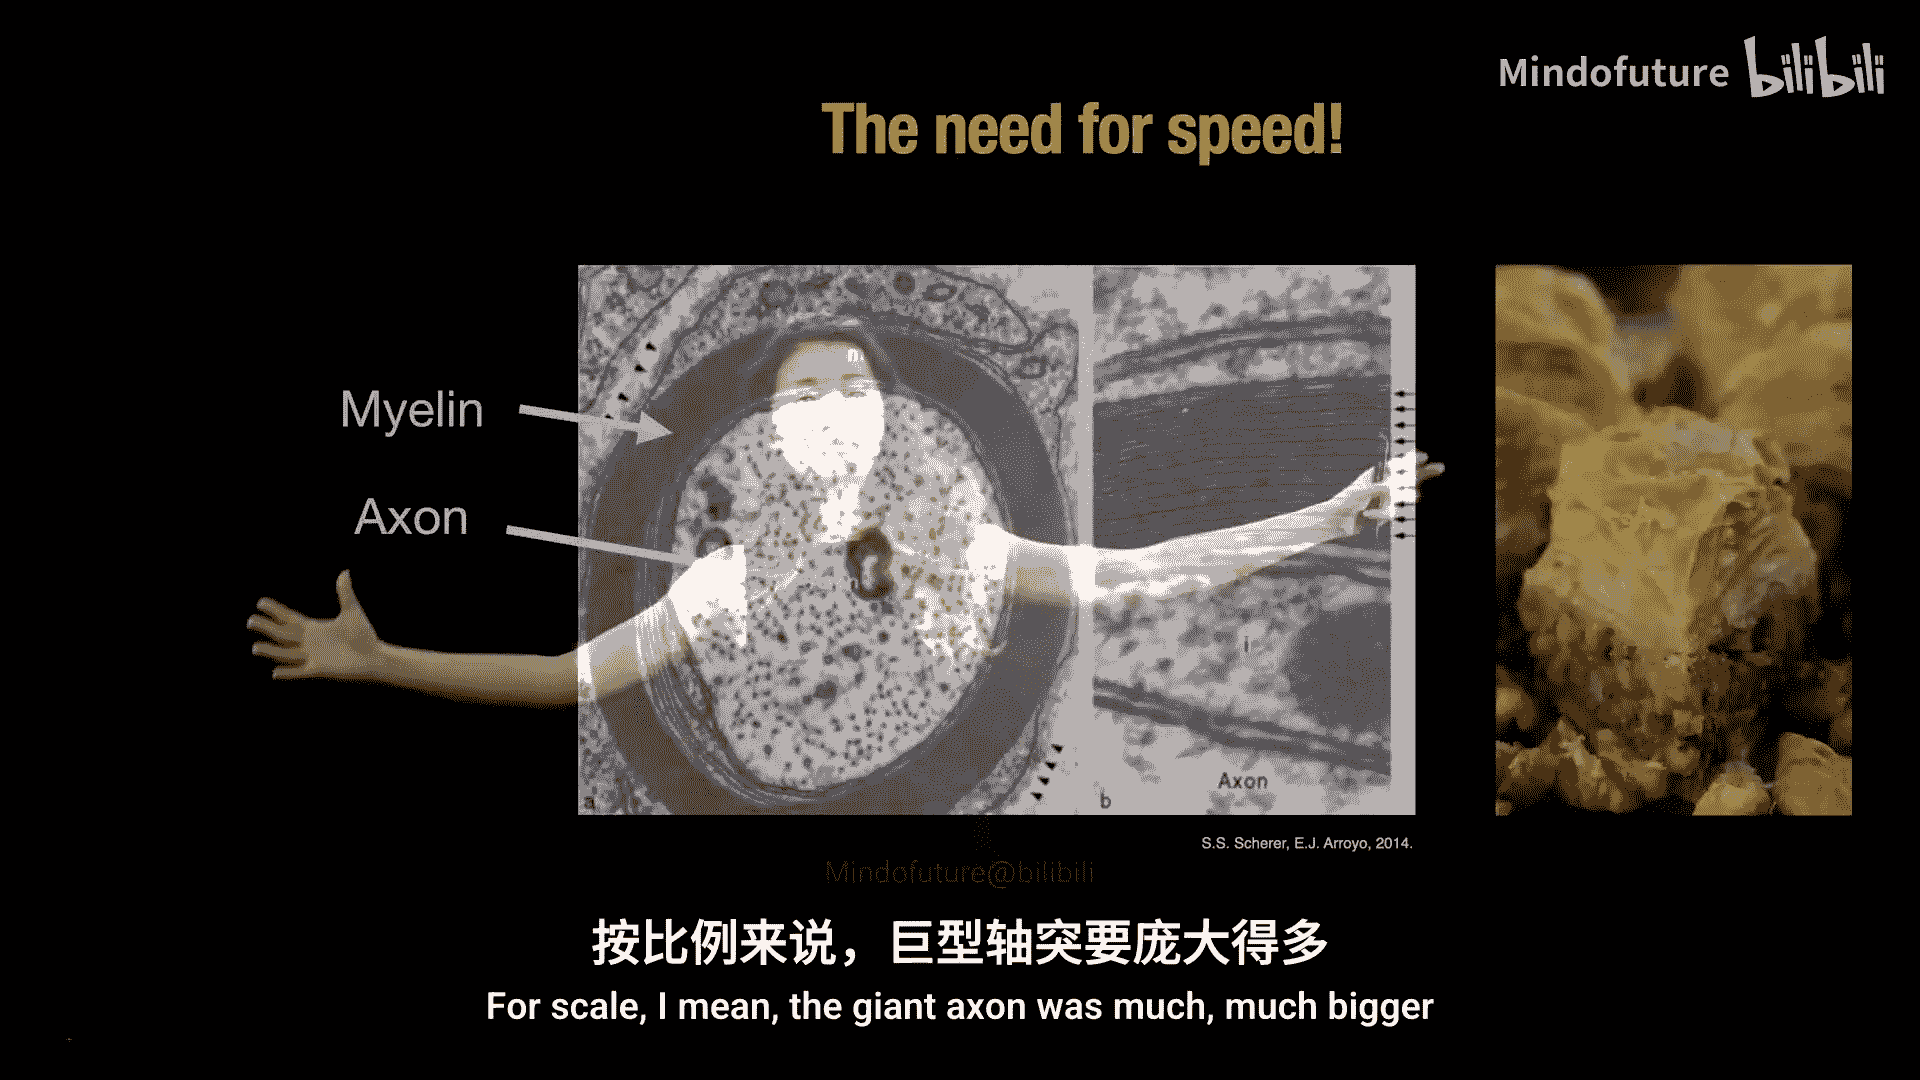 Mindofuture bilibili
The need for speed!
Myelin
Axon
i
Axon
a
b
S.S. Scherer, E.J. Arroyo, 2014.
Mindofuture@bilibili
按比例来说，巨型轴突要庞大得多
For scale, I mean, the giant axon was much, much bigger